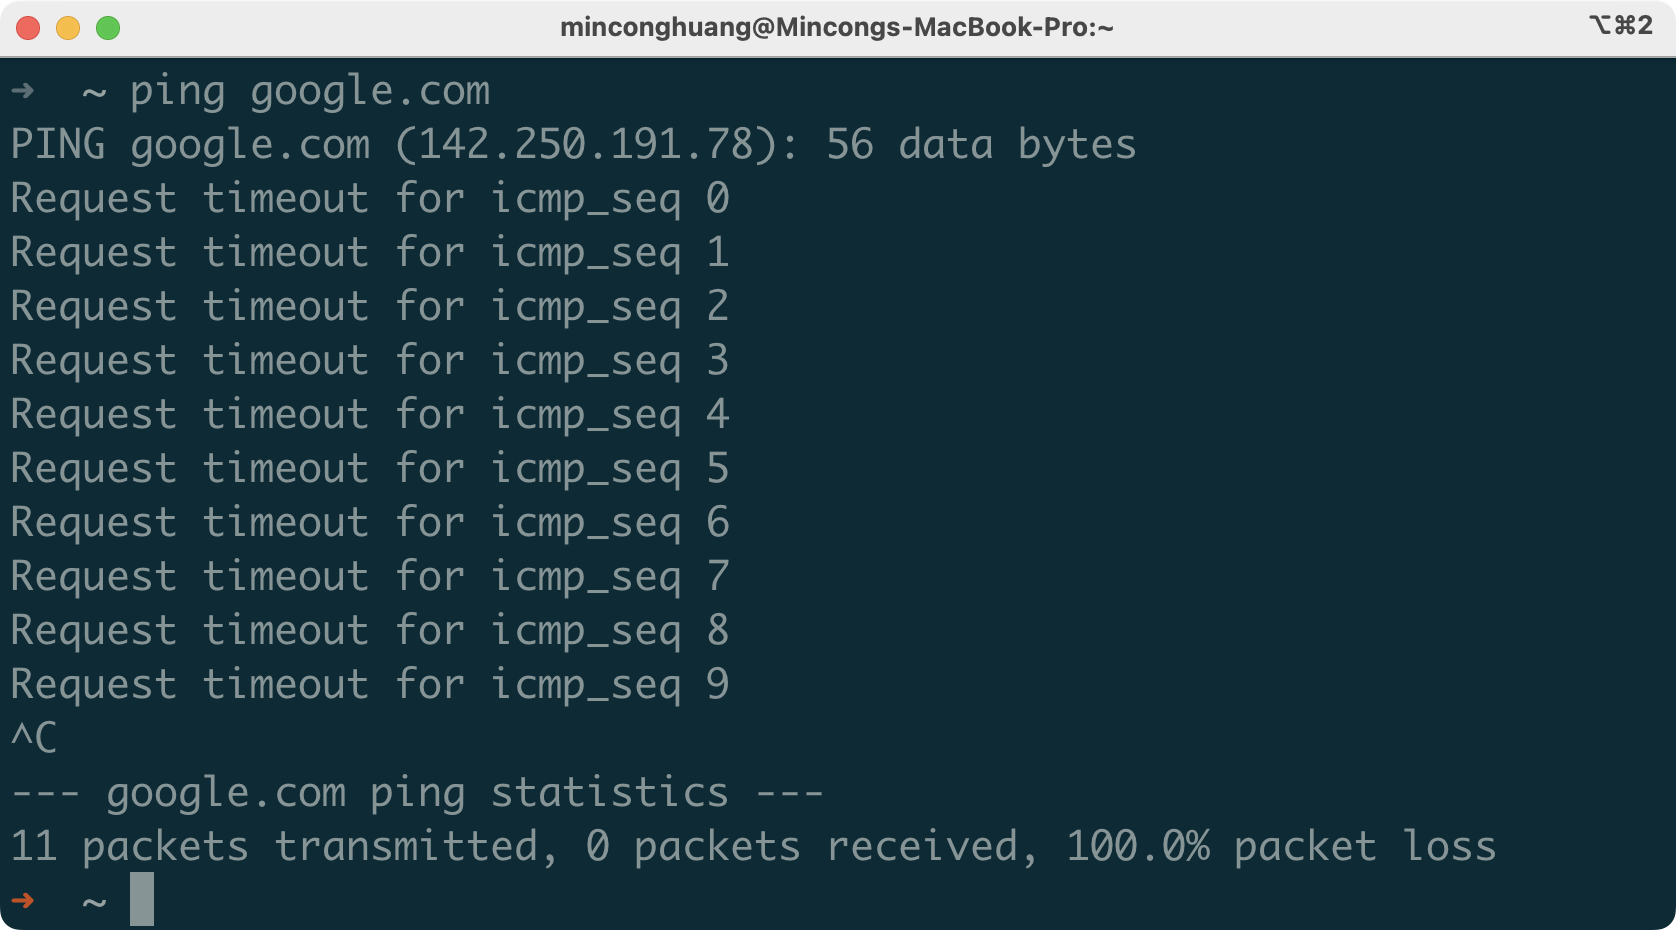 minconghuang@Mincongs-MacBook-Pro:~ ⌥⌘2
➜ ~ ping google.com
PING google.com (142.250.191.78): 56 data bytes
Request timeout for icmp_seq 0
Request timeout for icmp_seq 1
Request timeout for icmp_seq 2
Request timeout for icmp_seq 3
Request timeout for icmp_seq 4
Request timeout for icmp_seq 5
Request timeout for icmp_seq 6
Request timeout for icmp_seq 7
Request timeout for icmp_seq 8
Request timeout for icmp_seq 9
^C
--- google.com ping statistics ---
11 packets transmitted, 0 packets received, 100.0% packet loss
➜ ~